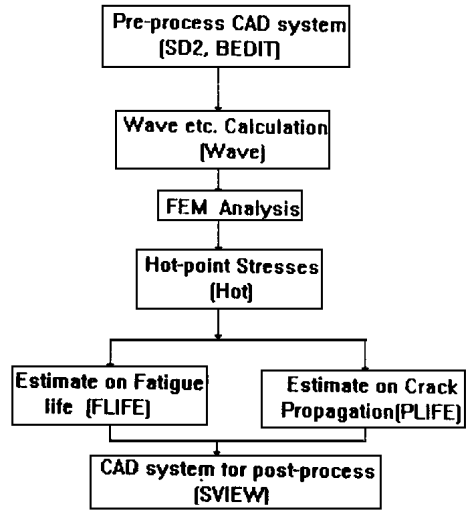 Pre-process CAD system
(SD2, BEDIT)
Wave etc. Calculation
(Wave)
FEM Analysis
Hot-point Stresses
(Hot)
Estimate on Fatigue
life (FLIFE)
Estimate on Crack
Propagation(PLIFE)
CAD system for post-process
(SVIEW)